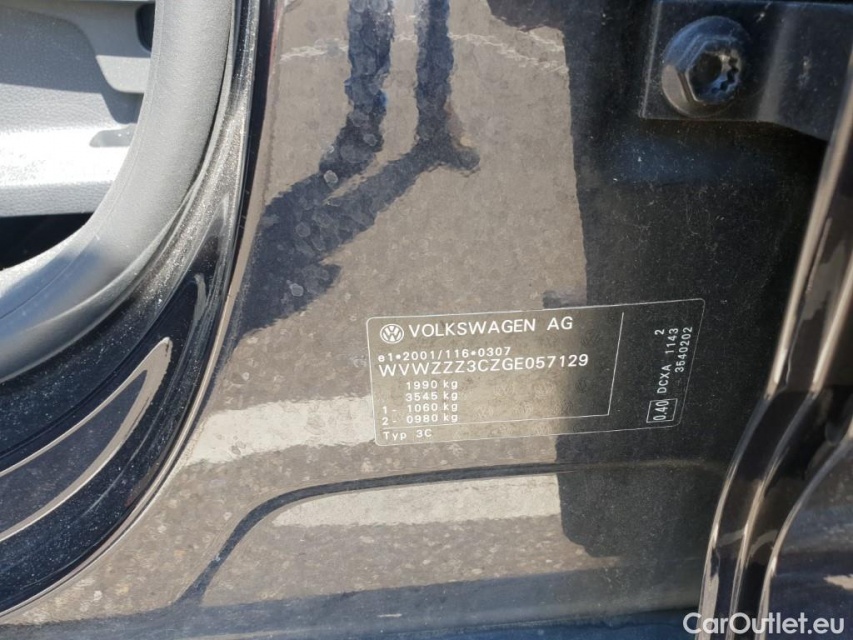 VOLKSWAGEN AG
e1*2001/116*0307
WVWZZZ3CZGE057129
1990 kg
3545 kg
1 - 1060 kg
2 - 0980 kg
Typ 3C
0.40
DCXA 1143 2
3540202
CarOutlet.eu